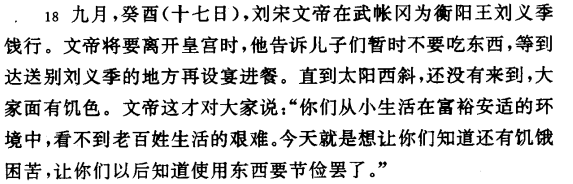 18 九月，癸酉（十七日），刘宋文帝在武帐冈为衡阳王刘义季
饯行。文帝将要离开皇宫时，他告诉儿子们暂时不要吃东西，等到
达送别刘义季的地方再设宴进餐。直到太阳西斜，还没有来到，大
家面有饥色。文帝这才对大家说：“你们从小生活在富裕安适的环
境中，看不到老百姓生活的艰难。今天就是想让你们知道还有饥饿
困苦，让你们以后知道使用东西要节俭罢了。”